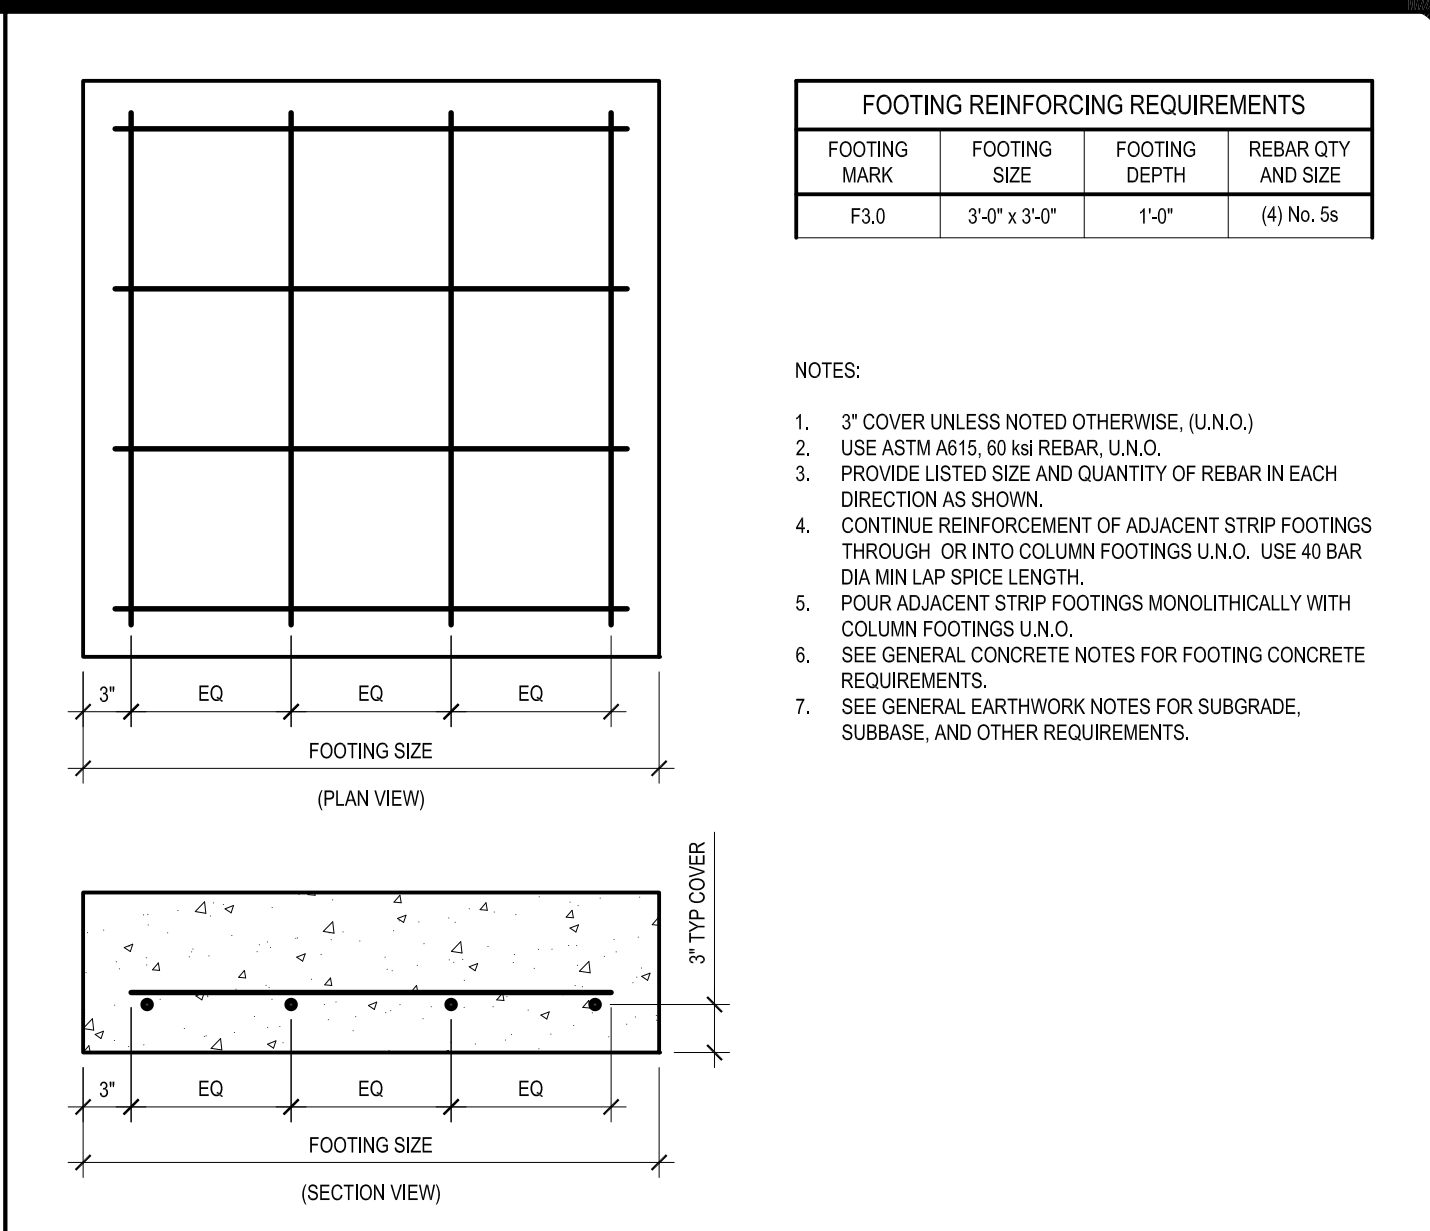 FOOTING REINFORCING REQUIREMENTS
FOOTING MARK
FOOTING SIZE
FOOTING DEPTH
REBAR QTY AND SIZE
F3.0
3'-0" x 3'-0"
1'-0"
(4) No. 5s
NOTES:
1. 3" COVER UNLESS NOTED OTHERWISE, (U.N.O.)
2. USE ASTM A615, 60 ksi REBAR, U.N.O.
3. PROVIDE LISTED SIZE AND QUANTITY OF REBAR IN EACH
DIRECTION AS SHOWN.
4. CONTINUE REINFORCEMENT OF ADJACENT STRIP FOOTINGS
THROUGH OR INTO COLUMN FOOTINGS U.N.O. USE 40 BAR
DIA MIN LAP SPICE LENGTH.
5. POUR ADJACENT STRIP FOOTINGS MONOLITHICALLY WITH
COLUMN FOOTINGS U.N.O.
6. SEE GENERAL CONCRETE NOTES FOR FOOTING CONCRETE
REQUIREMENTS.
7. SEE GENERAL EARTHWORK NOTES FOR SUBGRADE,
SUBBASE, AND OTHER REQUIREMENTS.
3" EQ EQ EQ
FOOTING SIZE
(PLAN VIEW)
3" TYP COVER
3" EQ EQ EQ
FOOTING SIZE
(SECTION VIEW)